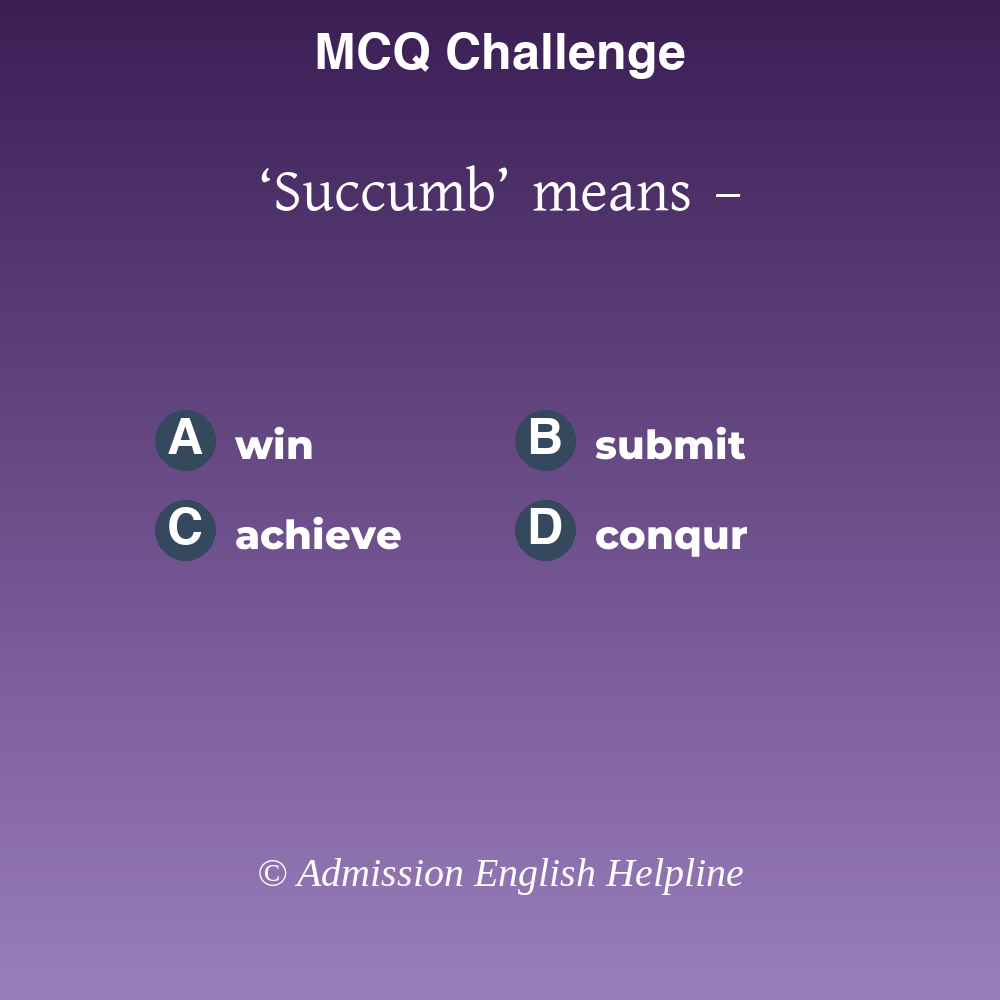 MCQ Challenge
‘Succumb’ means –
A win B submit
C achieve D conqur
© Admission English Helpline